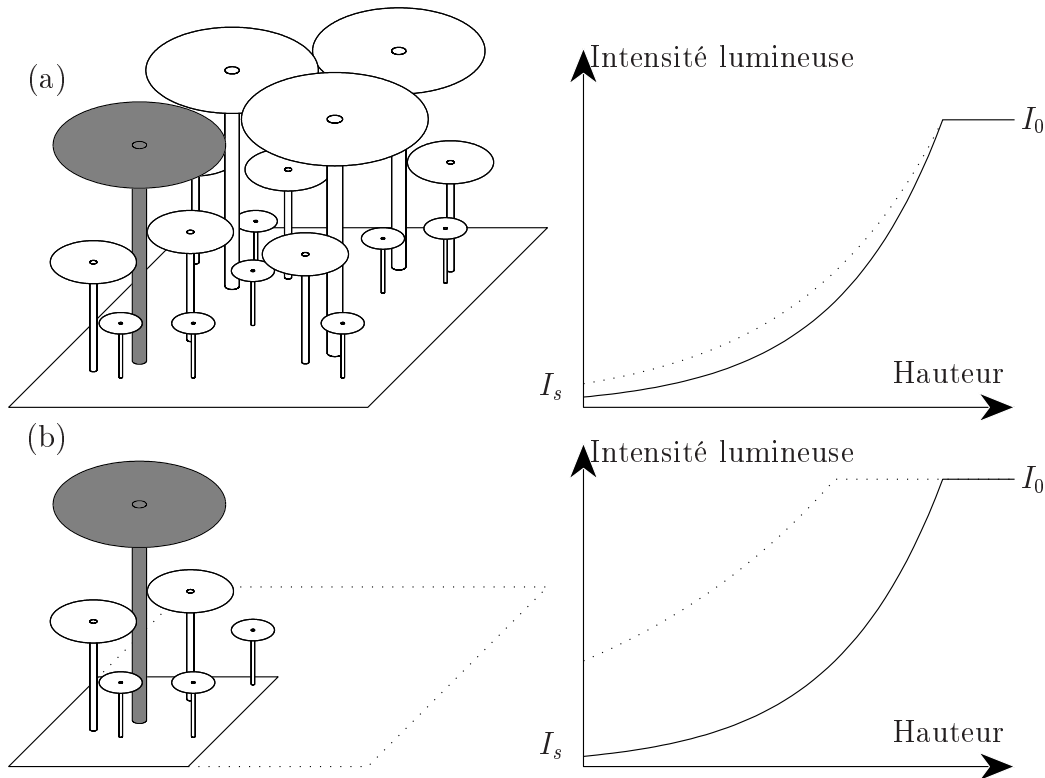 (a)
Intensité lumineuse
I₀
Iₛ
Hauteur
(b)
Intensité lumineuse
I₀
Iₛ
Hauteur